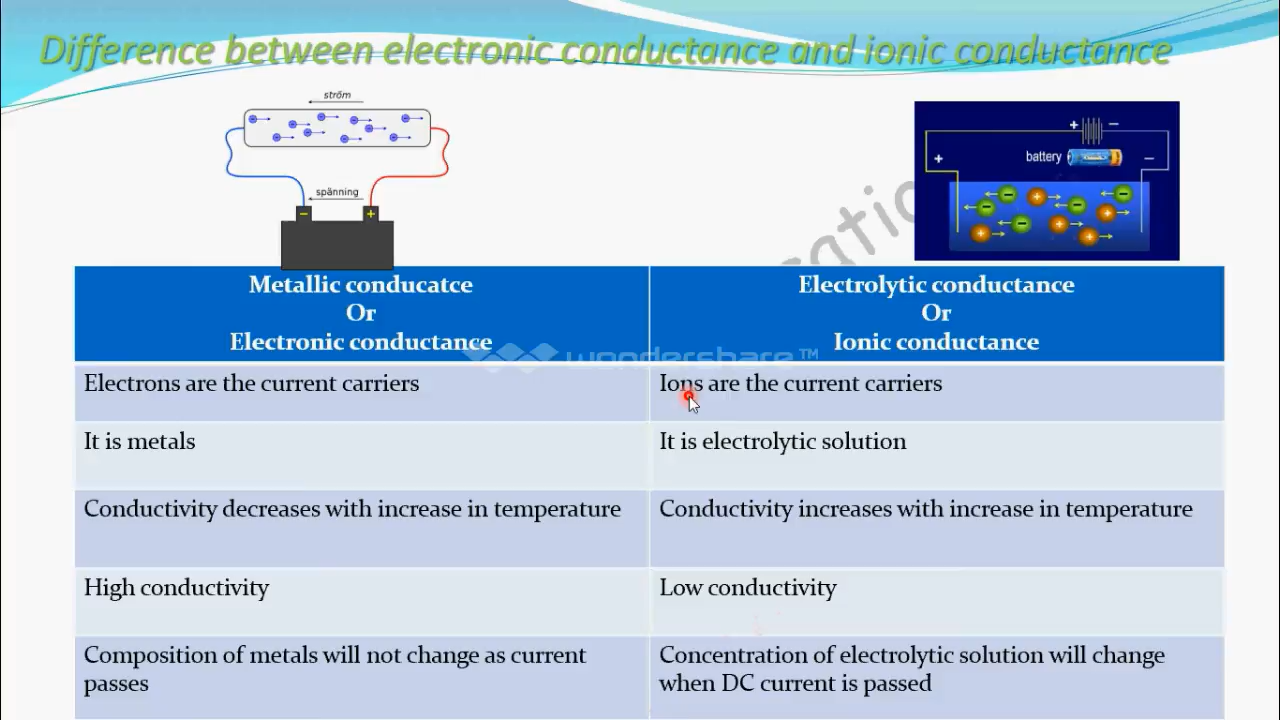 Difference between electronic conductance and ionic conductance
ström
spänning
− +
+ −
battery
+ −
Metallic conducatce
Or
Electronic conductance
Electrolytic conductance
Or
Ionic conductance
wondershare™
Electrons are the current carriers
Ions are the current carriers
It is metals
It is electrolytic solution
Conductivity decreases with increase in temperature
Conductivity increases with increase in temperature
High conductivity
Low conductivity
Composition of metals will not change as current
passes
Concentration of electrolytic solution will change
when DC current is passed